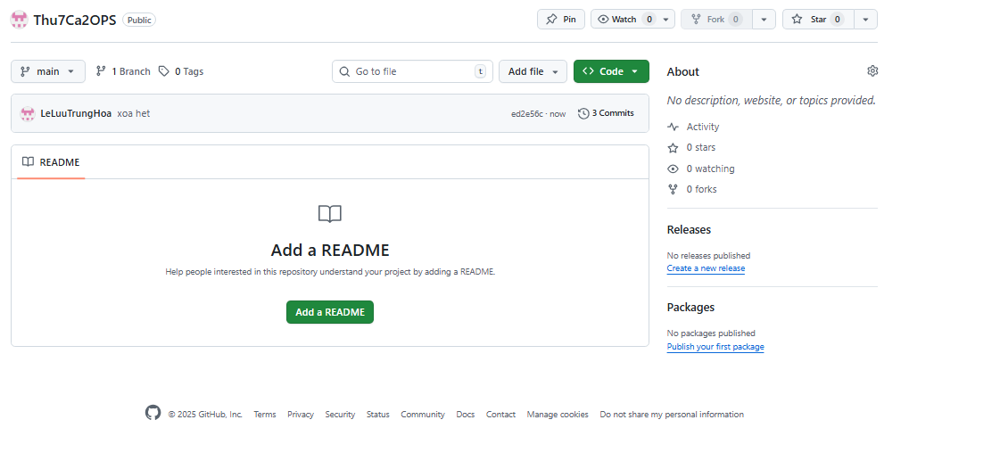 Thu7Ca2OPS Public Pin Watch 0 Fork 0 Star 0
main 1 Branch 0 Tags Go to file t Add file Code
LeLuuTrungHoa xoa het ed2e56c · now 3 Commits
README
Add a README
Help people interested in this repository understand your project by adding a README.
Add a README
About
No description, website, or topics provided.
Activity
0 stars
0 watching
0 forks
Releases
No releases published
Create a new release
Packages
No packages published
Publish your first package
© 2025 GitHub, Inc. Terms Privacy Security Status Community Docs Contact Manage cookies Do not share my personal information